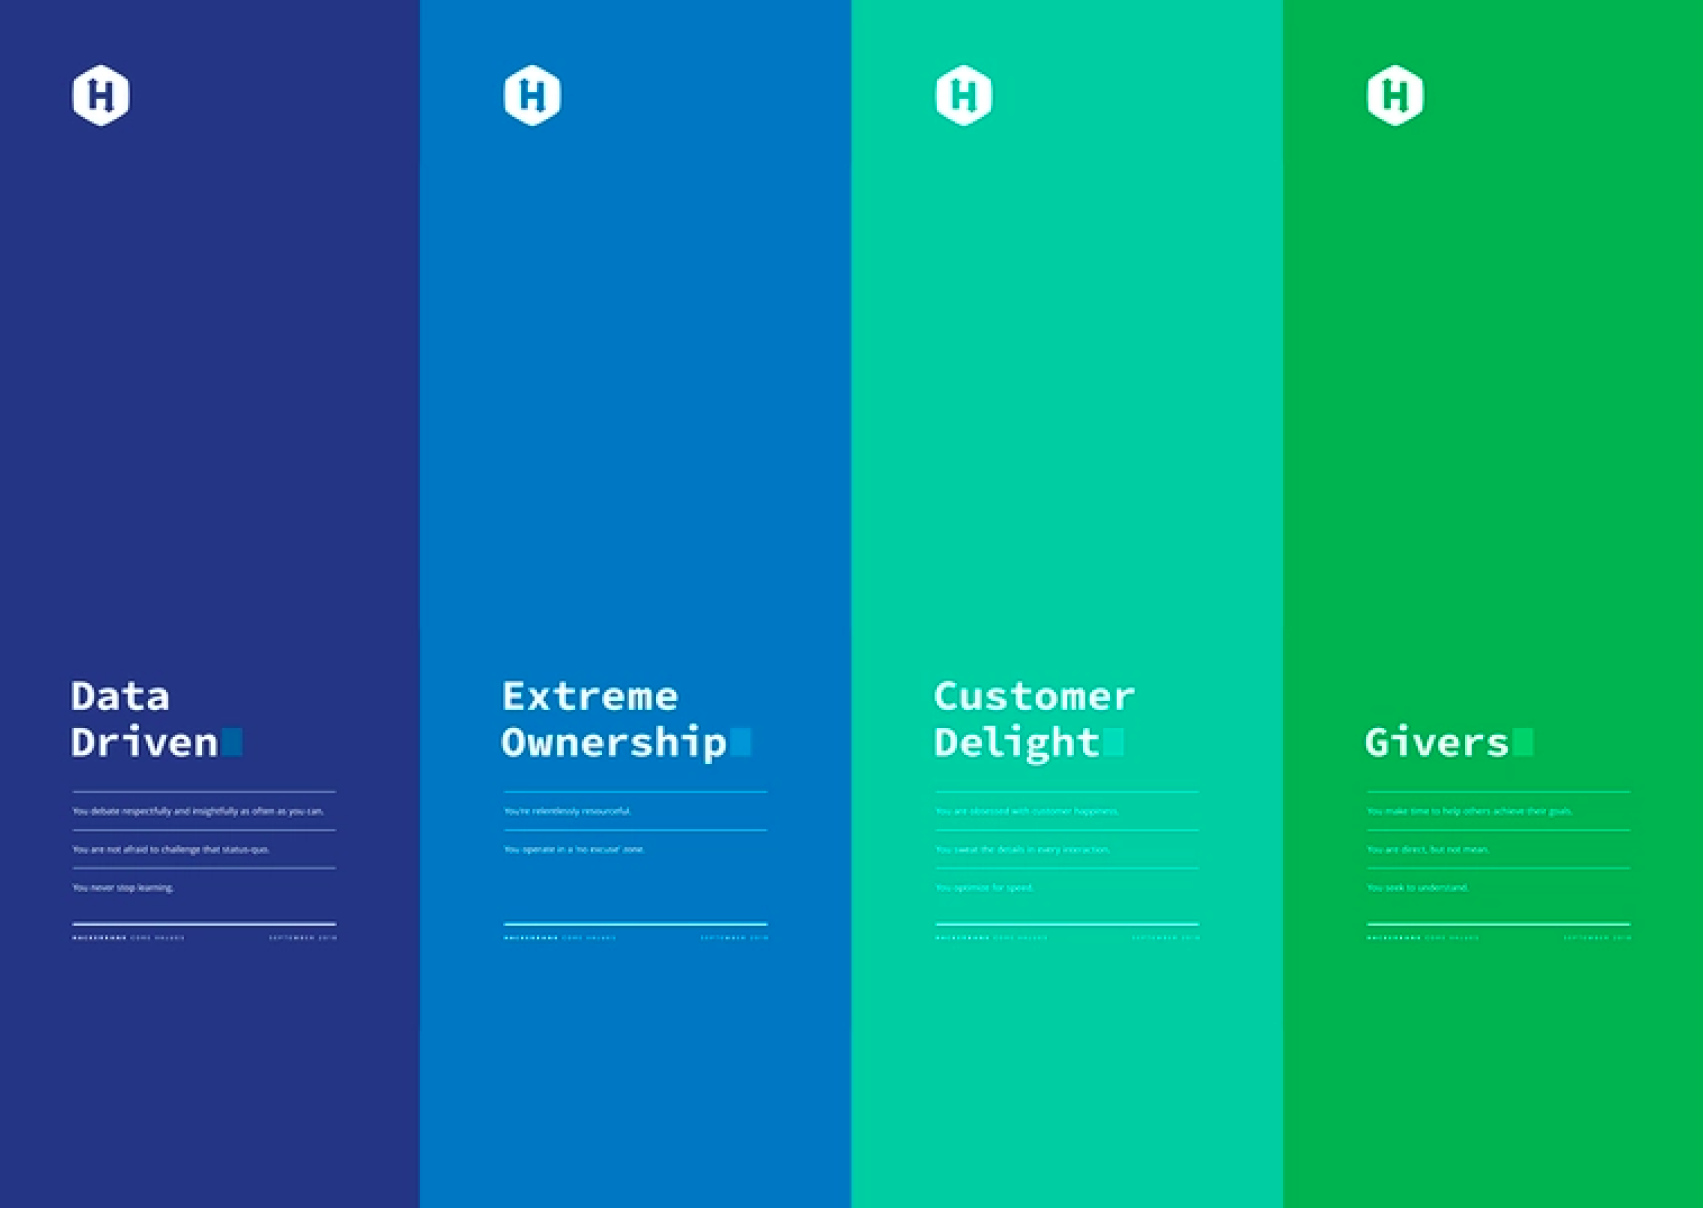 H
Data
Driven
You debate respectfully and insightfully as often as you can.
You are not afraid to challenge that status-quo.
You never stop learning.
HACKERRANK CORE VALUES
SEPTEMBER
H
Extreme
Ownership
You're relentlessly resourceful.
You operate in a 'no excuse' zone.
HACKERRANK CORE VALUES
SEPTEMBER
H
Customer
Delight
You are obsessed with customer happiness.
You sweat the details in every interaction.
You optimize for speed.
HACKERRANK CORE VALUES
SEPTEMBER
H
Givers
You make time to help others achieve their goals.
You are direct, but not mean.
You seek to understand.
HACKERRANK CORE VALUES
SEPTEMBER